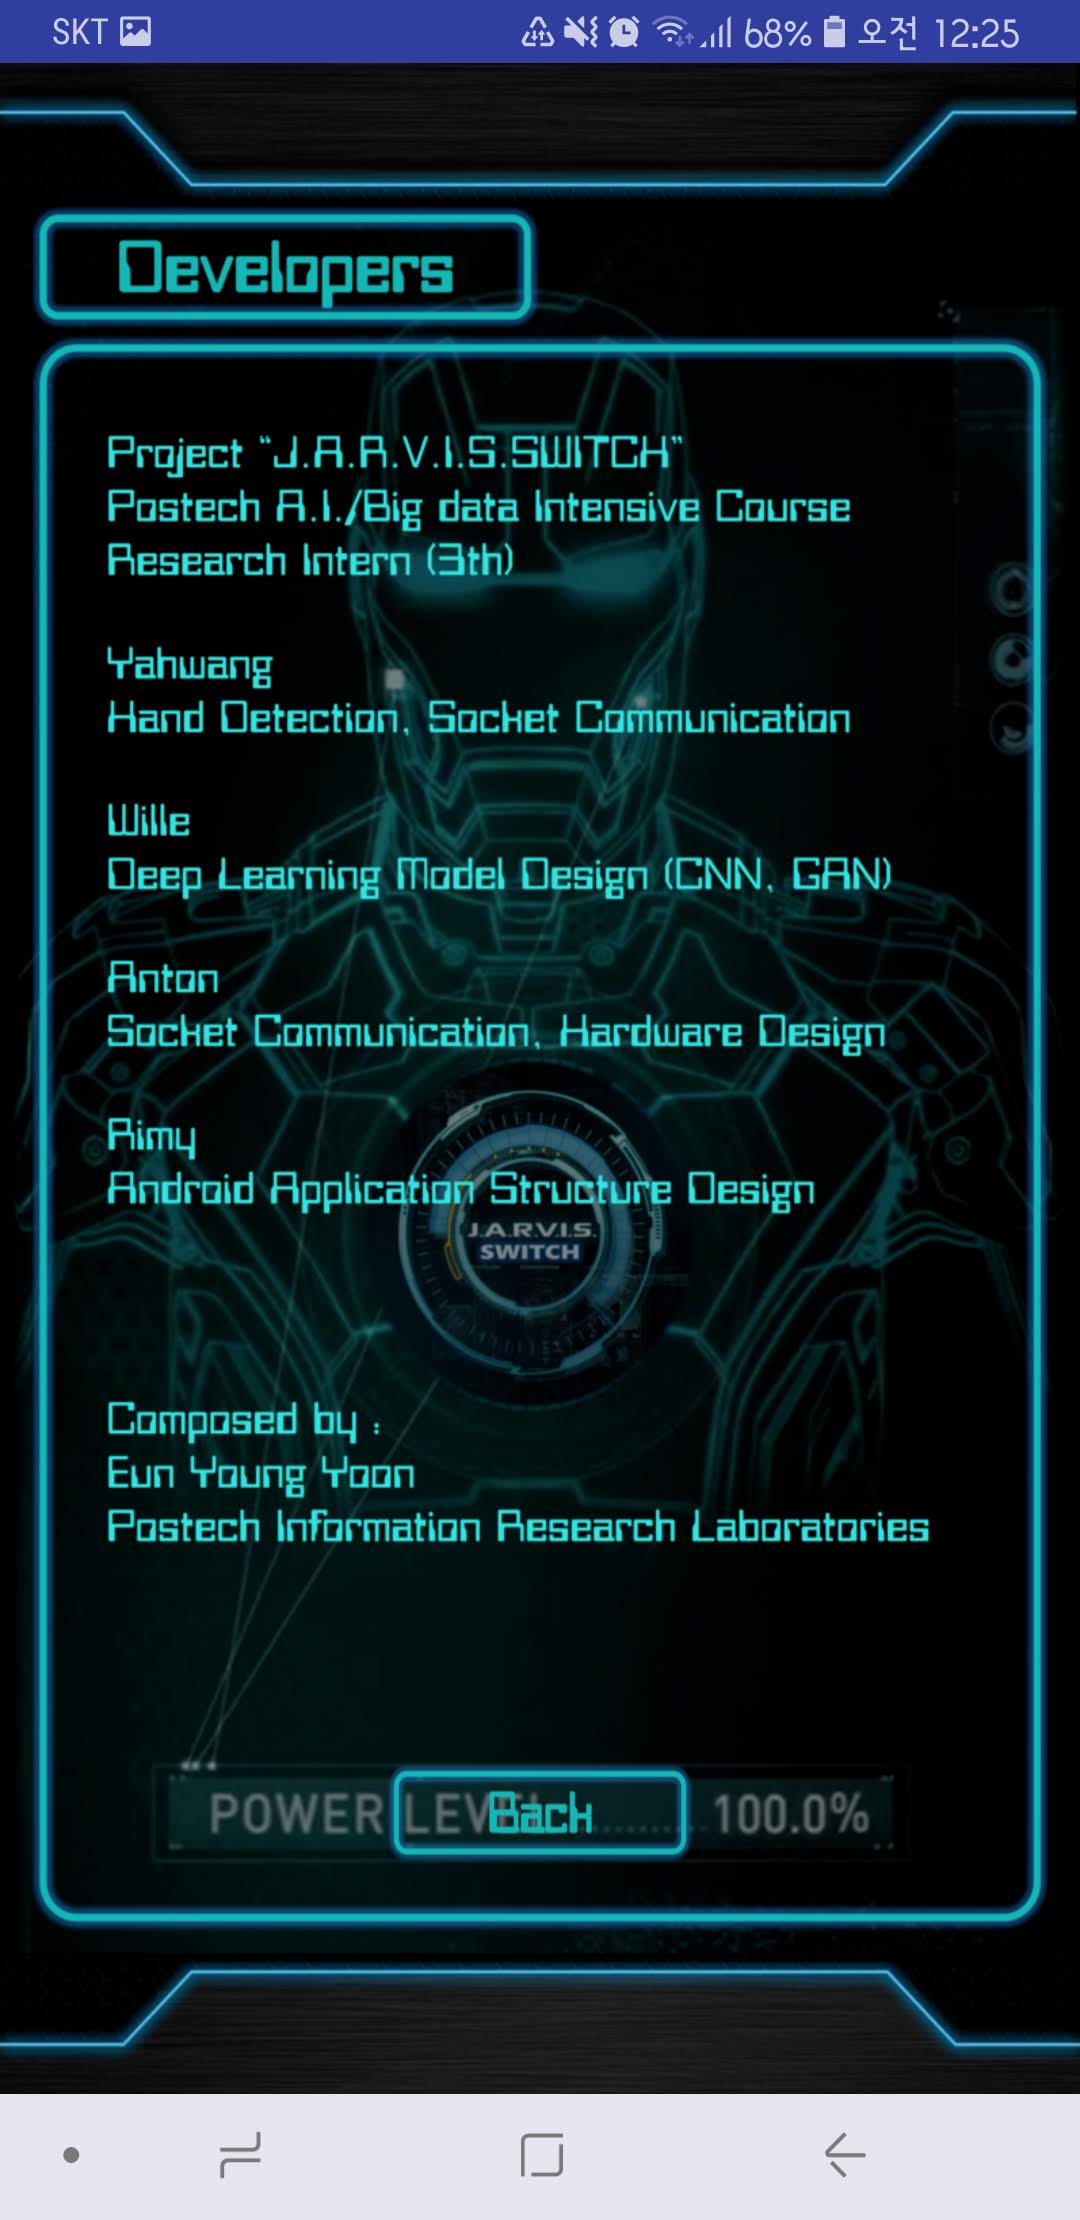 SKT 68% 오전 12:25
Developers
Project "J.A.R.V.I.S.SWITCH"
Postech A.I./Big data Intensive Course
Research Intern (3th)
Yahwang
Hand Detection, Socket Communication
Wille
Deep Learning Model Design (CNN, GAN)
Anton
Socket Communication, Hardware Design
Rimy
Android Application Structure Design
J.A.R.V.I.S.
SWITCH
Composed by :
Eun Young Yoon
Postech Information Research Laboratories
POWER LEVEL 100.0%
Back